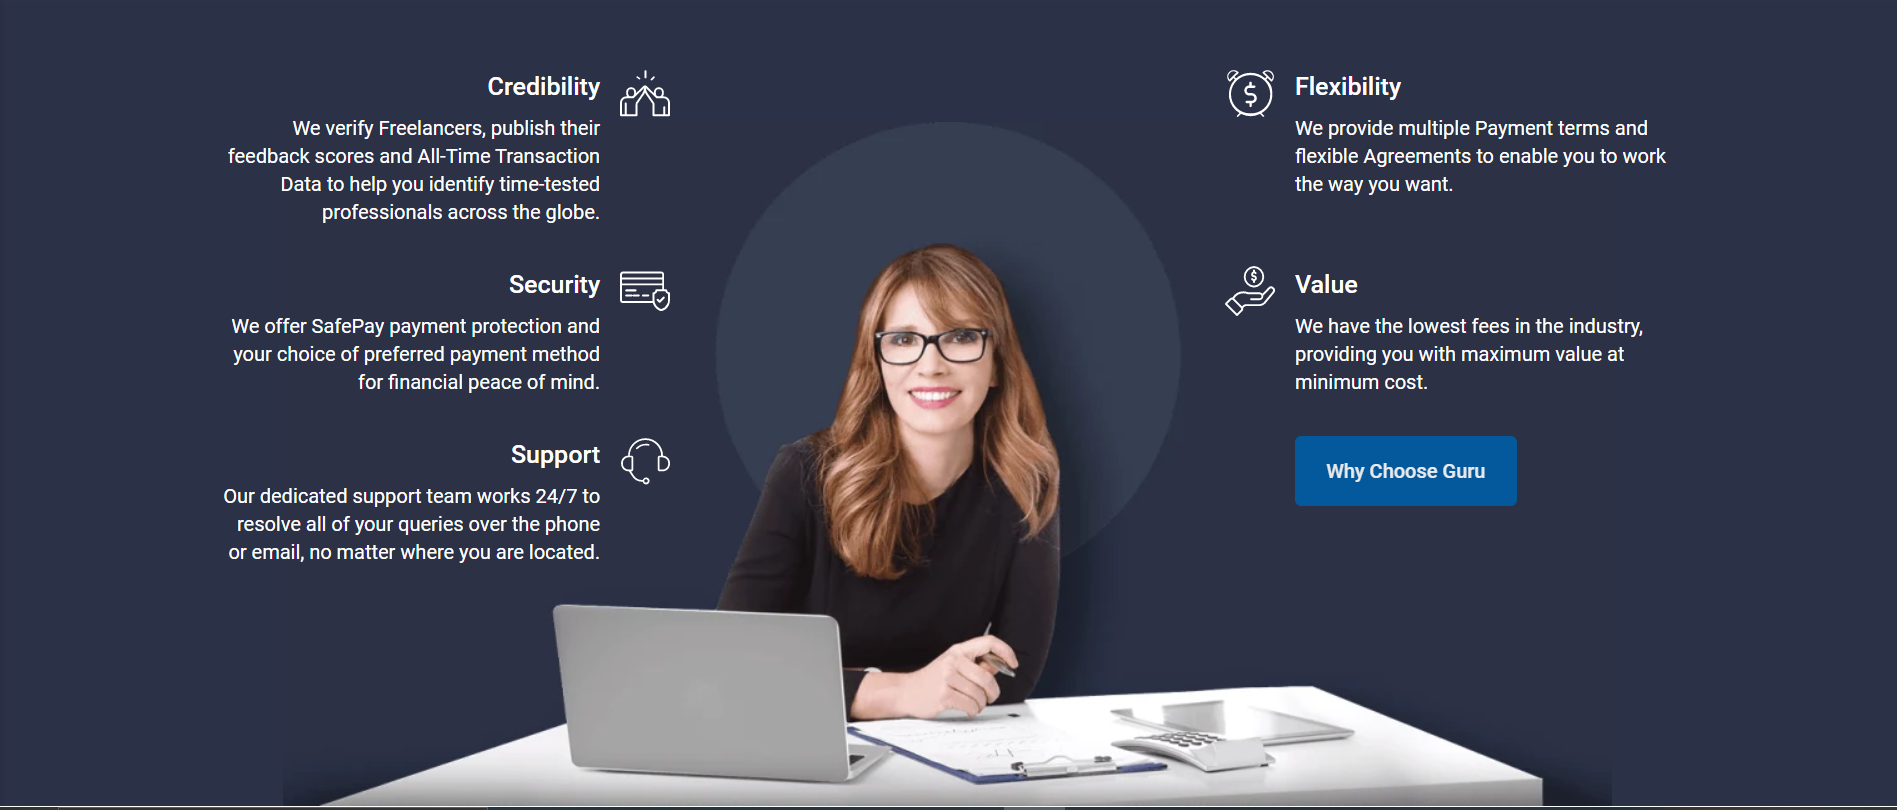 Credibility
We verify Freelancers, publish their
feedback scores and All-Time Transaction
Data to help you identify time-tested
professionals across the globe.
Security
We offer SafePay payment protection and
your choice of preferred payment method
for financial peace of mind.
Support
Our dedicated support team works 24/7 to
resolve all of your queries over the phone
or email, no matter where you are located.
Flexibility
We provide multiple Payment terms and
flexible Agreements to enable you to work
the way you want.
Value
We have the lowest fees in the industry,
providing you with maximum value at
minimum cost.
Why Choose Guru